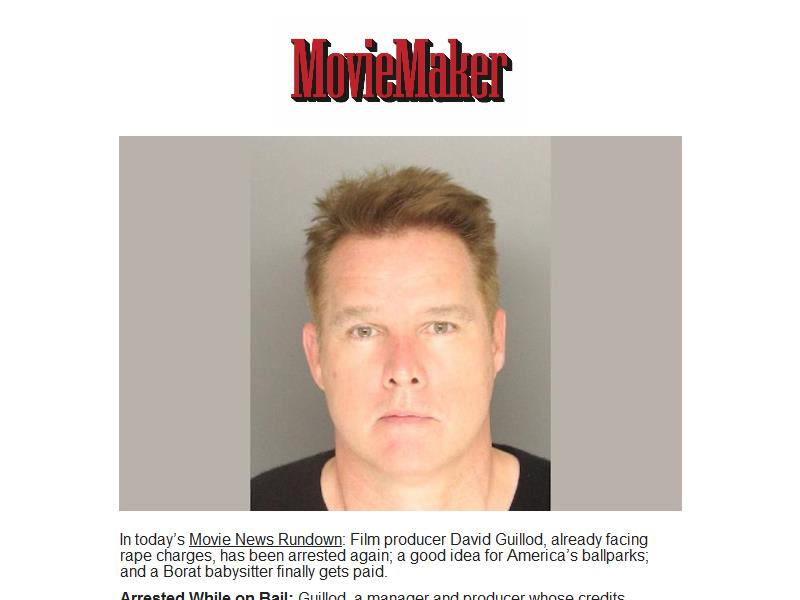 MovieMaker
In today’s Movie News Rundown: Film producer David Guillod, already facing
rape charges, has been arrested again; a good idea for America’s ballparks;
and a Borat babysitter finally gets paid.
Arrested While on Bail: Guillod, a manager and producer whose credits